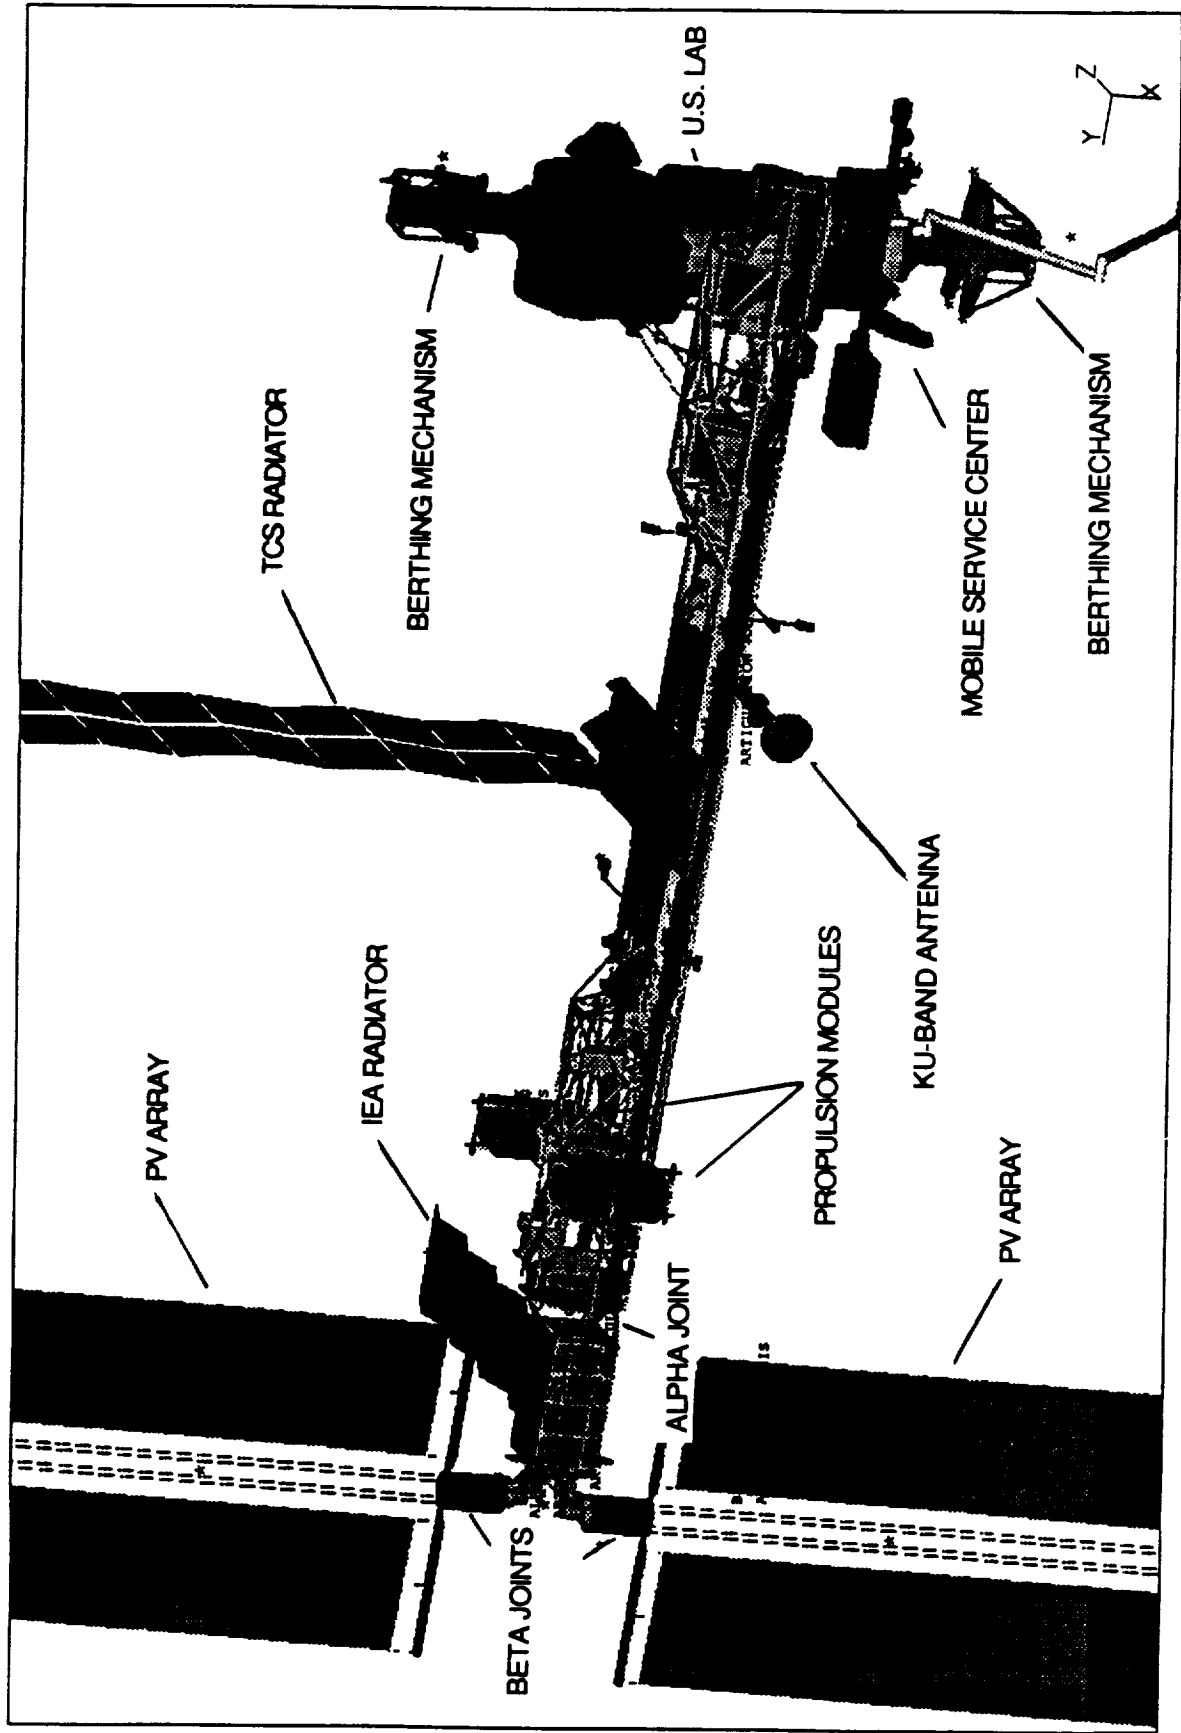 PV ARRAY
IEA RADIATOR
TCS RADIATOR
BERTHING MECHANISM
U.S. LAB
BETA JOINTS
ALPHA JOINT
PROPULSION MODULES
KU-BAND ANTENNA
MOBILE SERVICE CENTER
BERTHING MECHANISM
PV ARRAY
IS
Y
Z
X